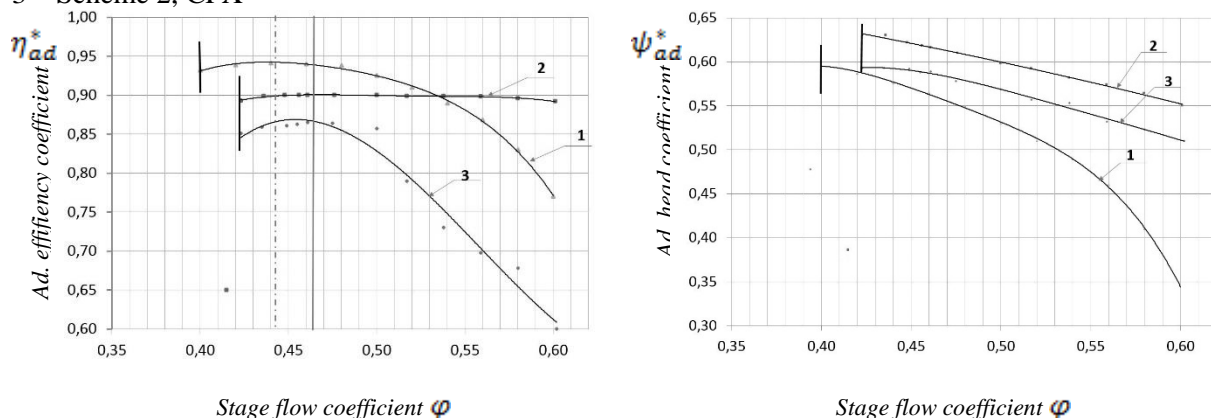 3 – Scheme 2, CFX
η*ad
Ad. effifiency coefficient
1,00
0,95
0,90
0,85
0,80
0,75
0,70
0,65
0,60
2
1
3
0,35 0,40 0,45 0,50 0,55 0,60
Stage flow coefficient φ
ψ*ad
Ad. head coefficient
0,65
0,60
0,55
0,50
0,45
0,40
0,35
0,30
2
3
1
0,35 0,40 0,45 0,50 0,55 0,60
Stage flow coefficient φ